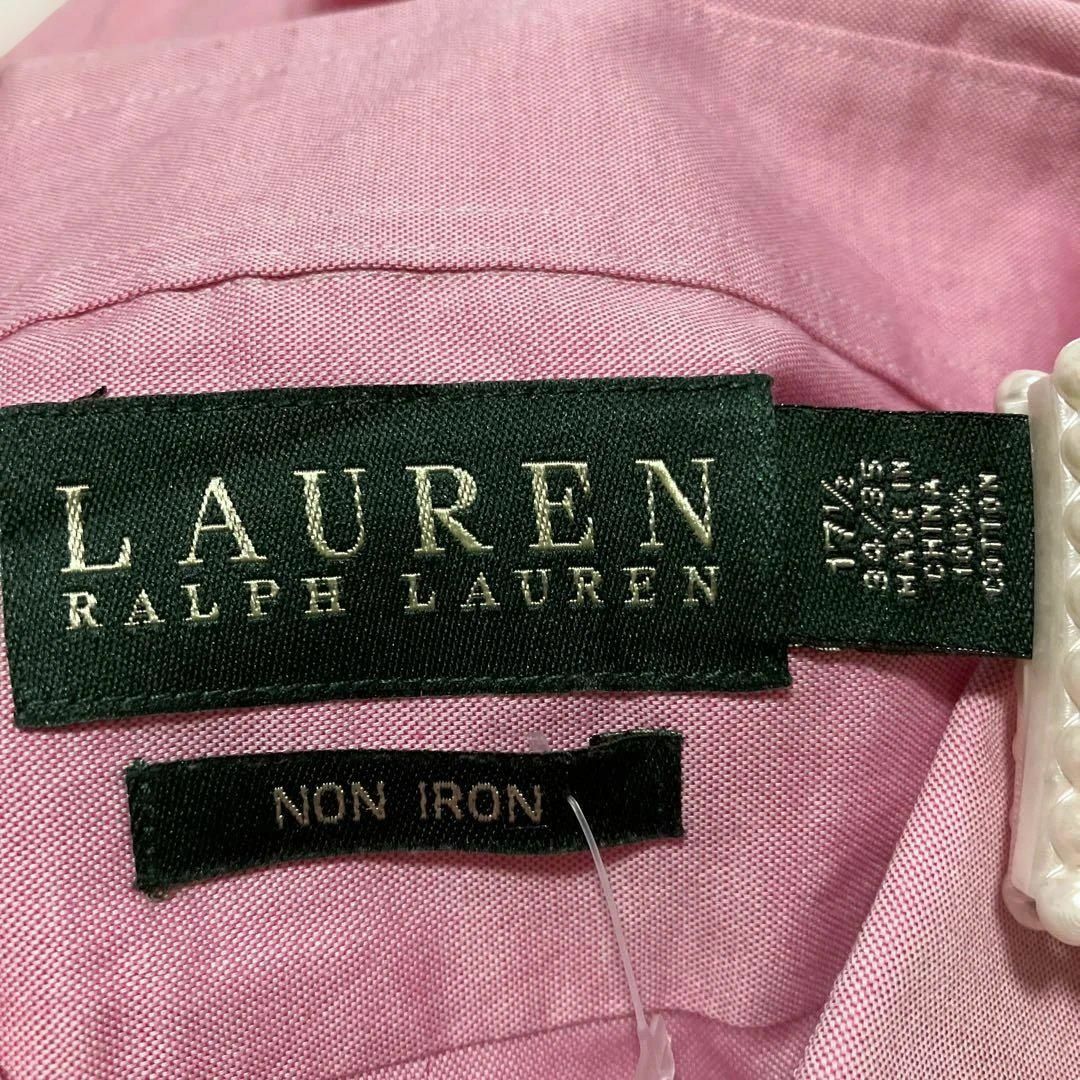 LAUREN
RALPH LAUREN
17½
34/35
MADE IN
CHINA
100%
COTTON
NON IRON